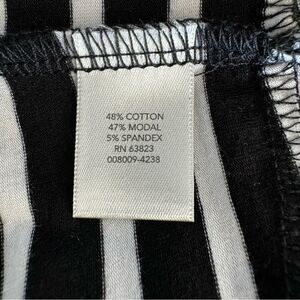 48% COTTON
47% MODAL
5% SPANDEX
RN 63823
008009-4238